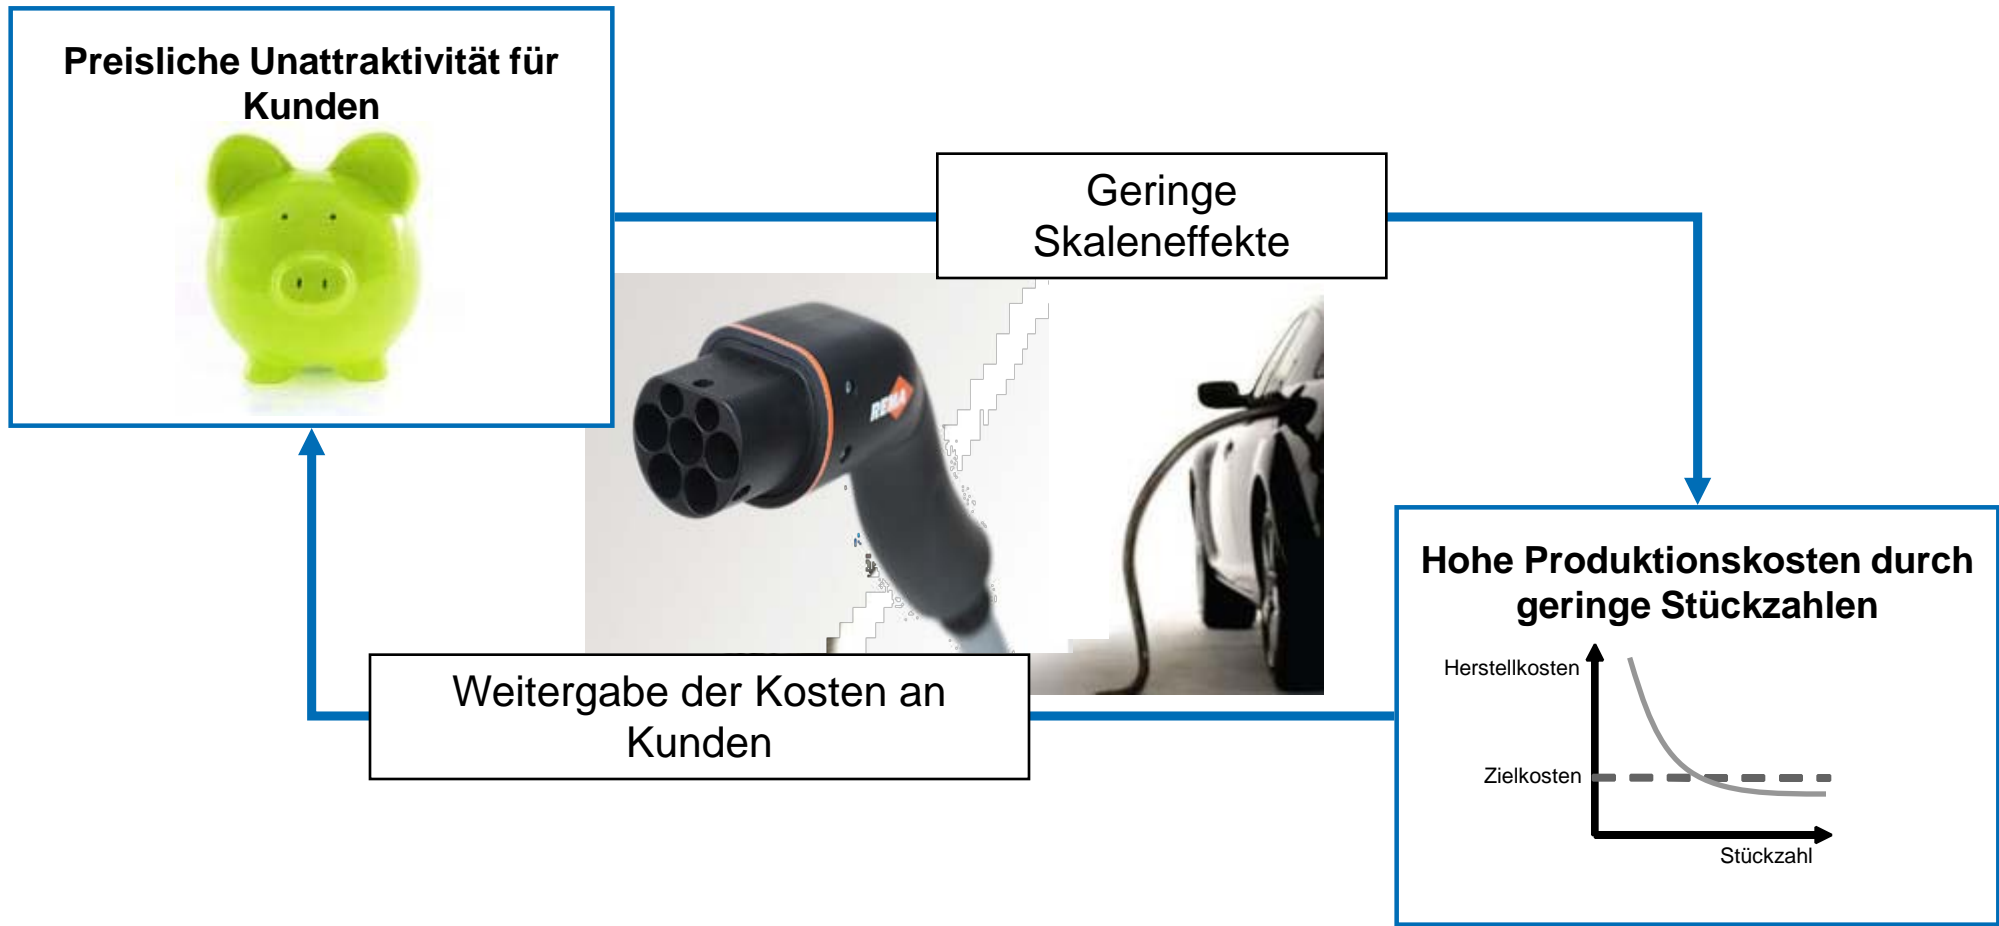 Preisliche Unattraktivität für
Kunden
Geringe
Skaleneffekte
REMA
Hohe Produktionskosten durch
geringe Stückzahlen
Herstellkosten
Zielkosten
Stückzahl
Weitergabe der Kosten an
Kunden